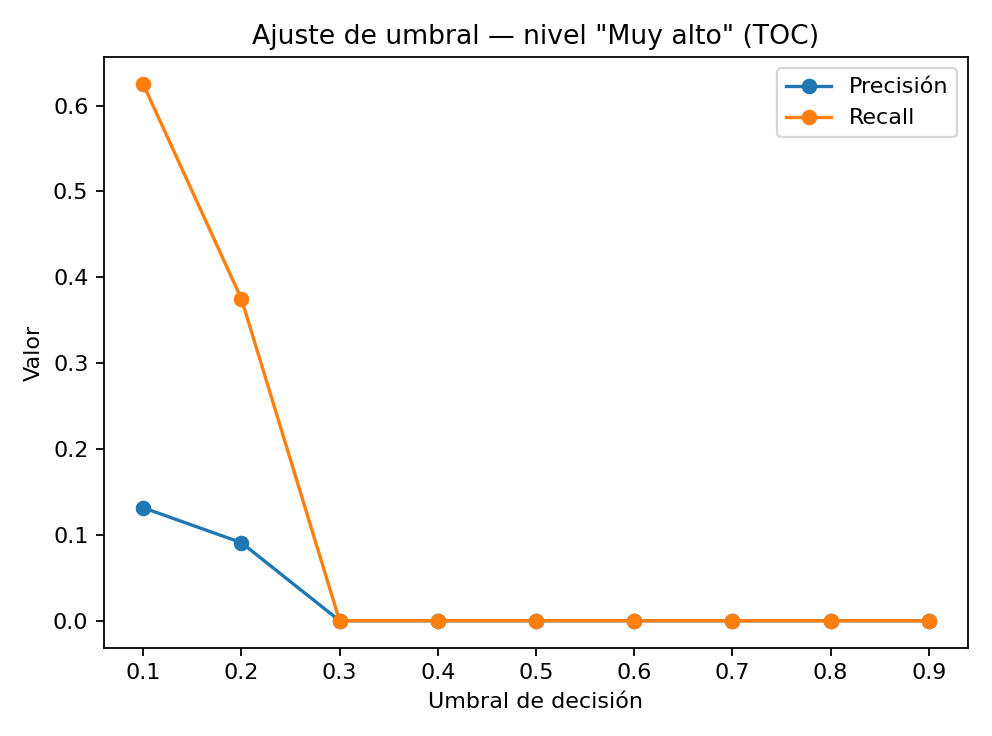 Ajuste de umbral — nivel "Muy alto" (TOC)
Precisión
Recall
Valor
0.6
0.5
0.4
0.3
0.2
0.1
0.0
0.1 0.2 0.3 0.4 0.5 0.6 0.7 0.8 0.9
Umbral de decisión